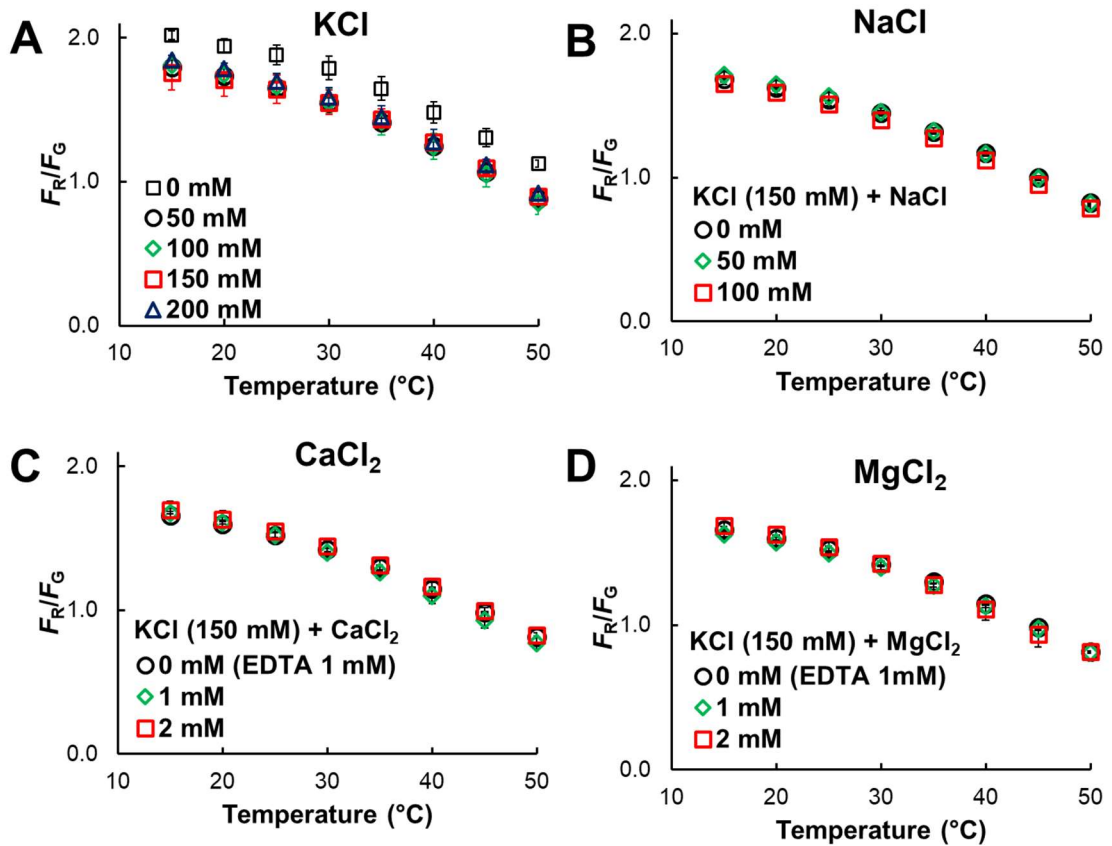 A
KCl
2.0
1.0
0.0
F_R/F_G
0 mM
50 mM
100 mM
150 mM
200 mM
10 20 30 40 50
Temperature (°C)
B
NaCl
2.0
1.0
0.0
F_R/F_G
KCl (150 mM) + NaCl
0 mM
50 mM
100 mM
10 20 30 40 50
Temperature (°C)
C
CaCl₂
2.0
1.0
0.0
F_R/F_G
KCl (150 mM) + CaCl₂
0 mM (EDTA 1 mM)
1 mM
2 mM
10 20 30 40 50
Temperature (°C)
D
MgCl₂
2.0
1.0
0.0
F_R/F_G
KCl (150 mM) + MgCl₂
0 mM (EDTA 1mM)
1 mM
2 mM
10 20 30 40 50
Temperature (°C)